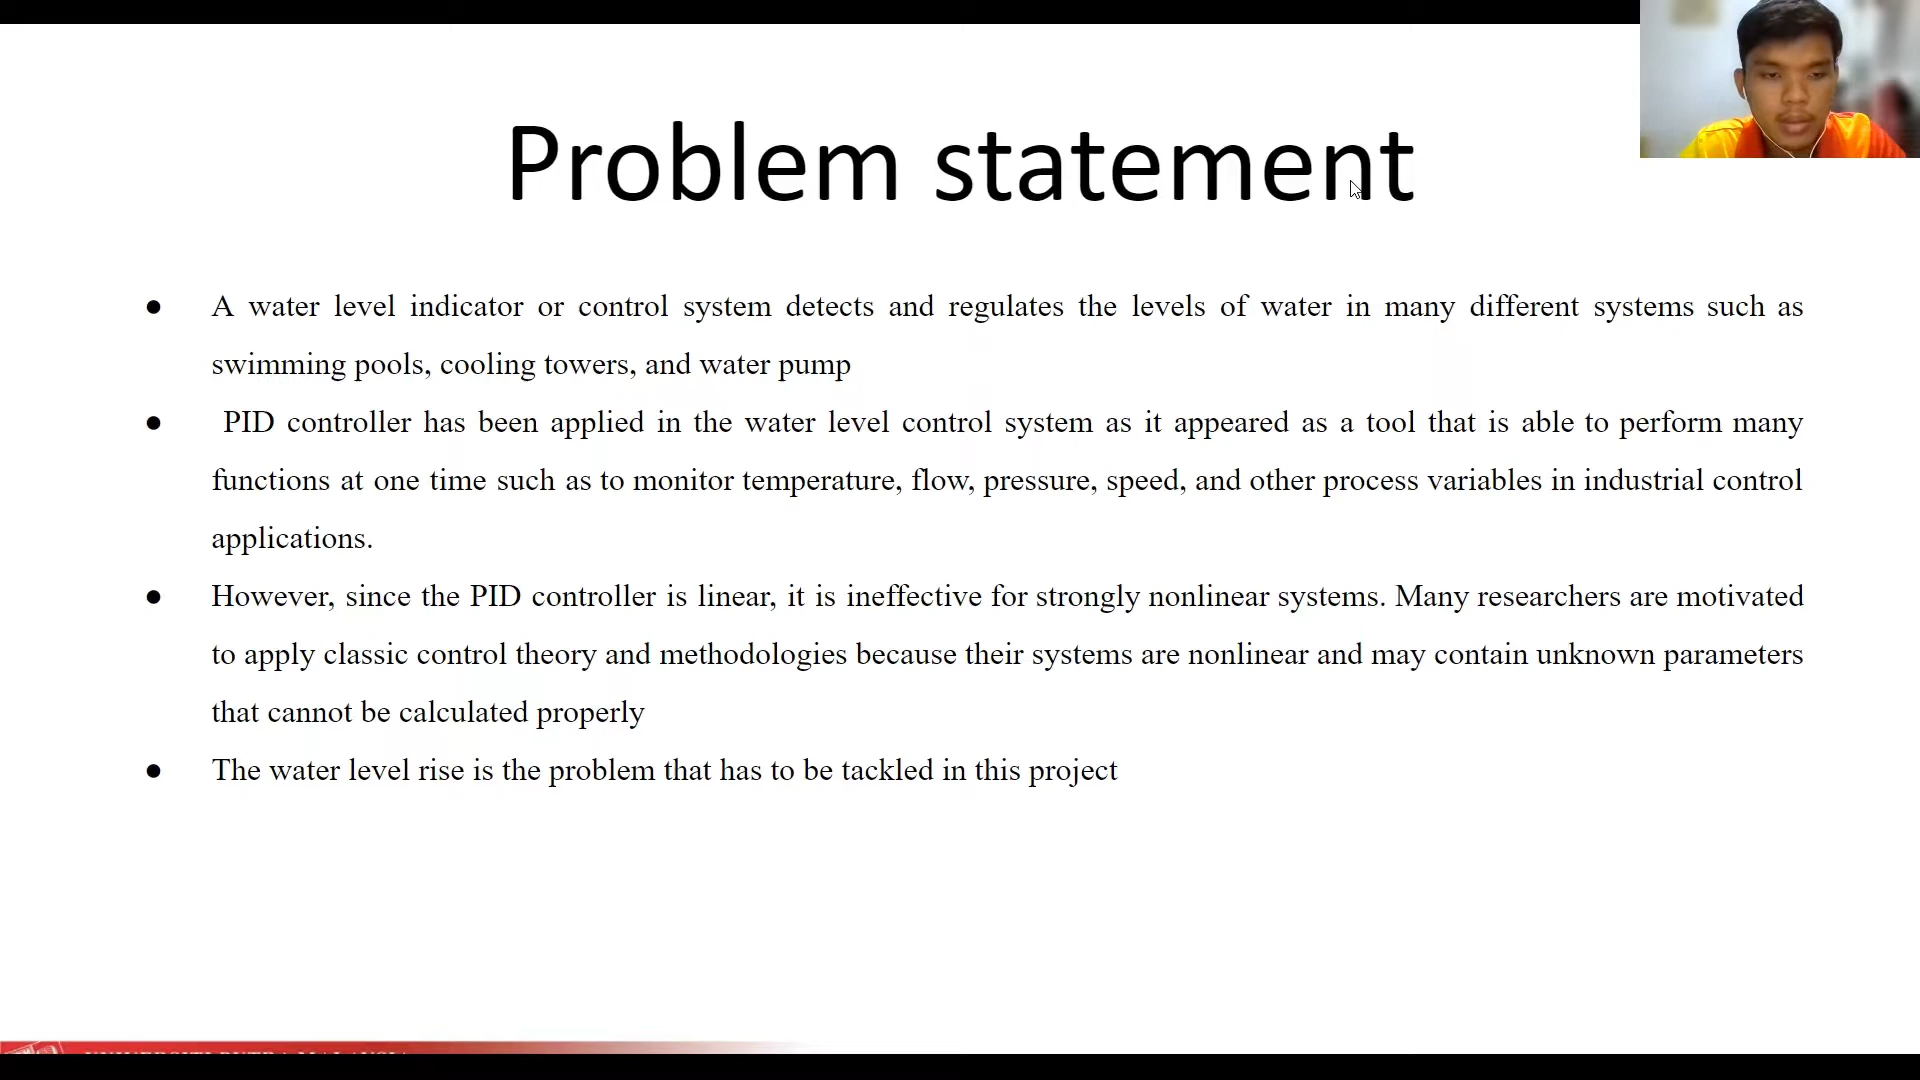 Problem statement
● A water level indicator or control system detects and regulates the levels of water in many different systems such as
swimming pools, cooling towers, and water pump
● PID controller has been applied in the water level control system as it appeared as a tool that is able to perform many
functions at one time such as to monitor temperature, flow, pressure, speed, and other process variables in industrial control
applications.
● However, since the PID controller is linear, it is ineffective for strongly nonlinear systems. Many researchers are motivated
to apply classic control theory and methodologies because their systems are nonlinear and may contain unknown parameters
that cannot be calculated properly
● The water level rise is the problem that has to be tackled in this project
UNIVERSITI PUTRA MALAYSIA